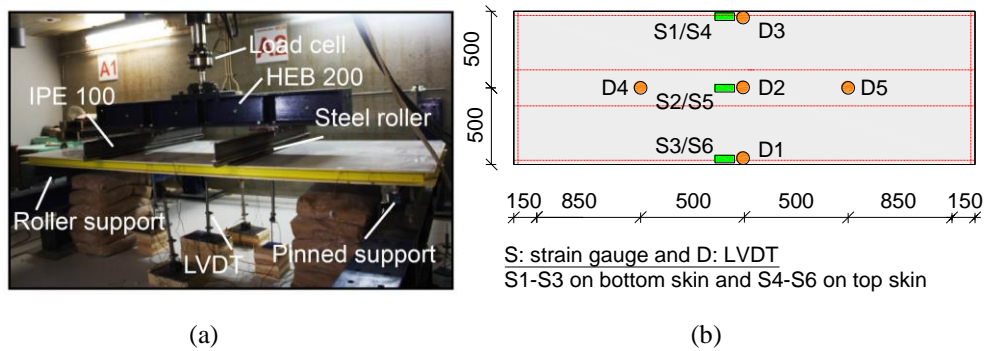 Load cell
A1
A2
HEB 200
IPE 100
Steel roller
Roller support
LVDT
Pinned support
(a)
500
500
S1/S4
D3
D4
S2/S5
D2
D5
S3/S6
D1
150 850 500 500 850 150
S: strain gauge and D: LVDT
S1-S3 on bottom skin and S4-S6 on top skin
(b)